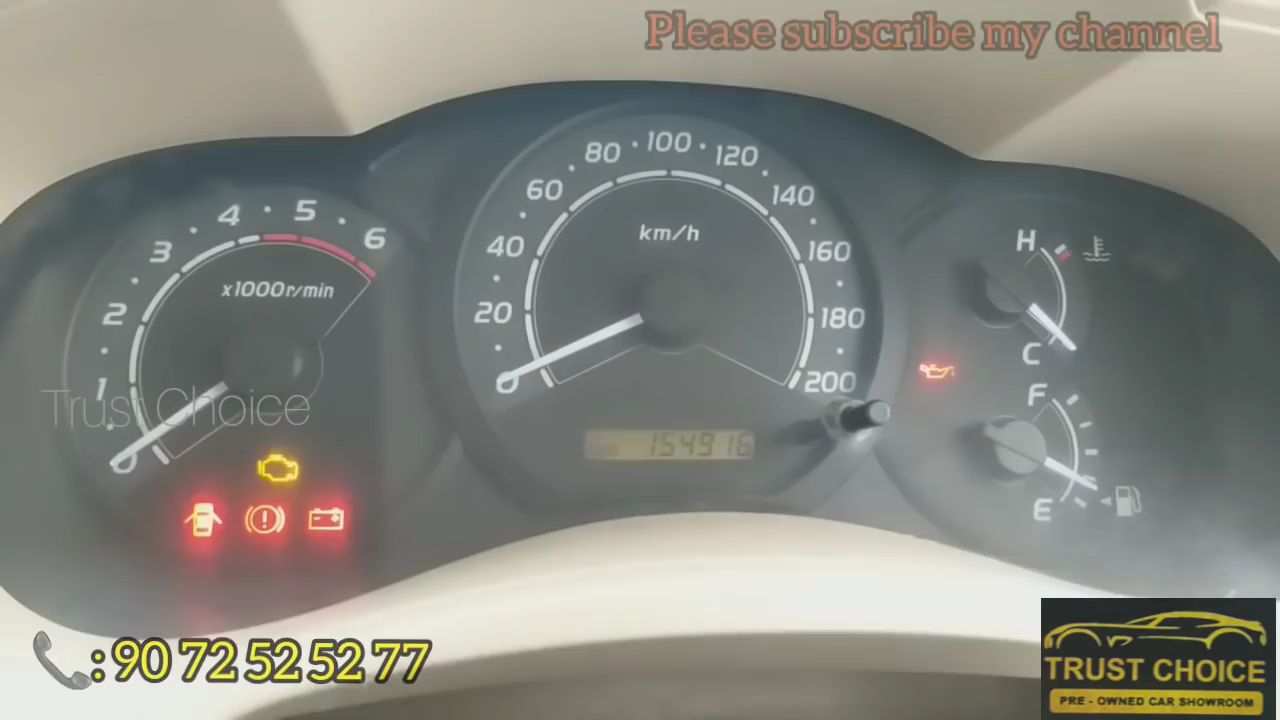 Please subscribe my channel
80 100 120
60 140
40 160
20 180
0 200
km/h
154916
4 5
3 6
2
1
0
x1000r/min
H
C
F
E
Trust Choice
: 90 72 52 52 77
TRUST CHOICE
PRE - OWNED CAR SHOWROOM